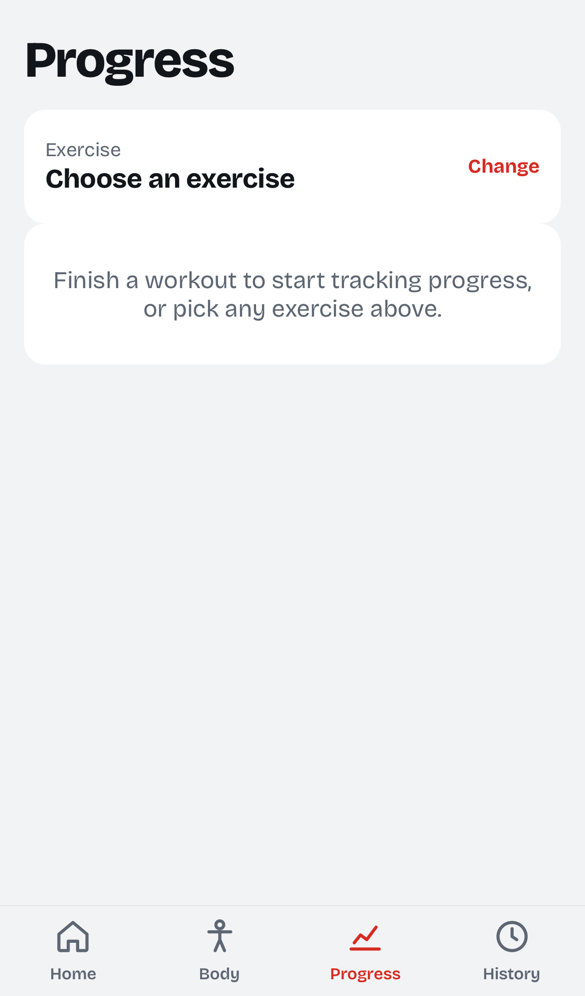 Progress
Exercise
Choose an exercise
Change
Finish a workout to start tracking progress,
or pick any exercise above.
Home
Body
Progress
History